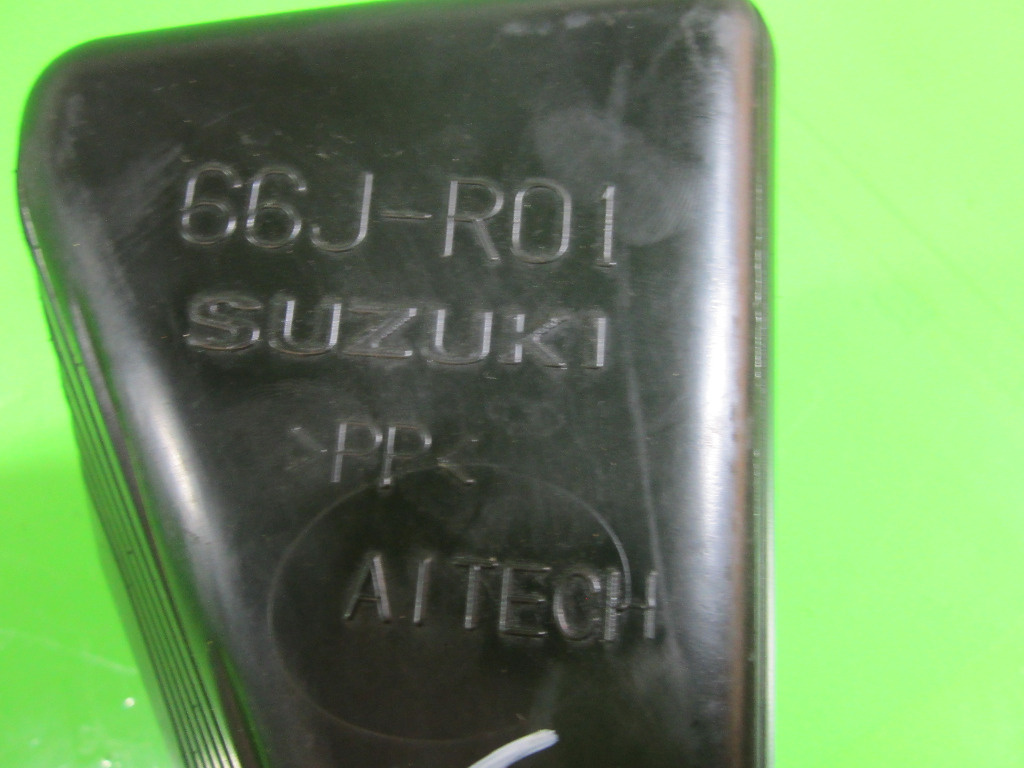 66J-R01
SUZUKI
>PP<
AITECH